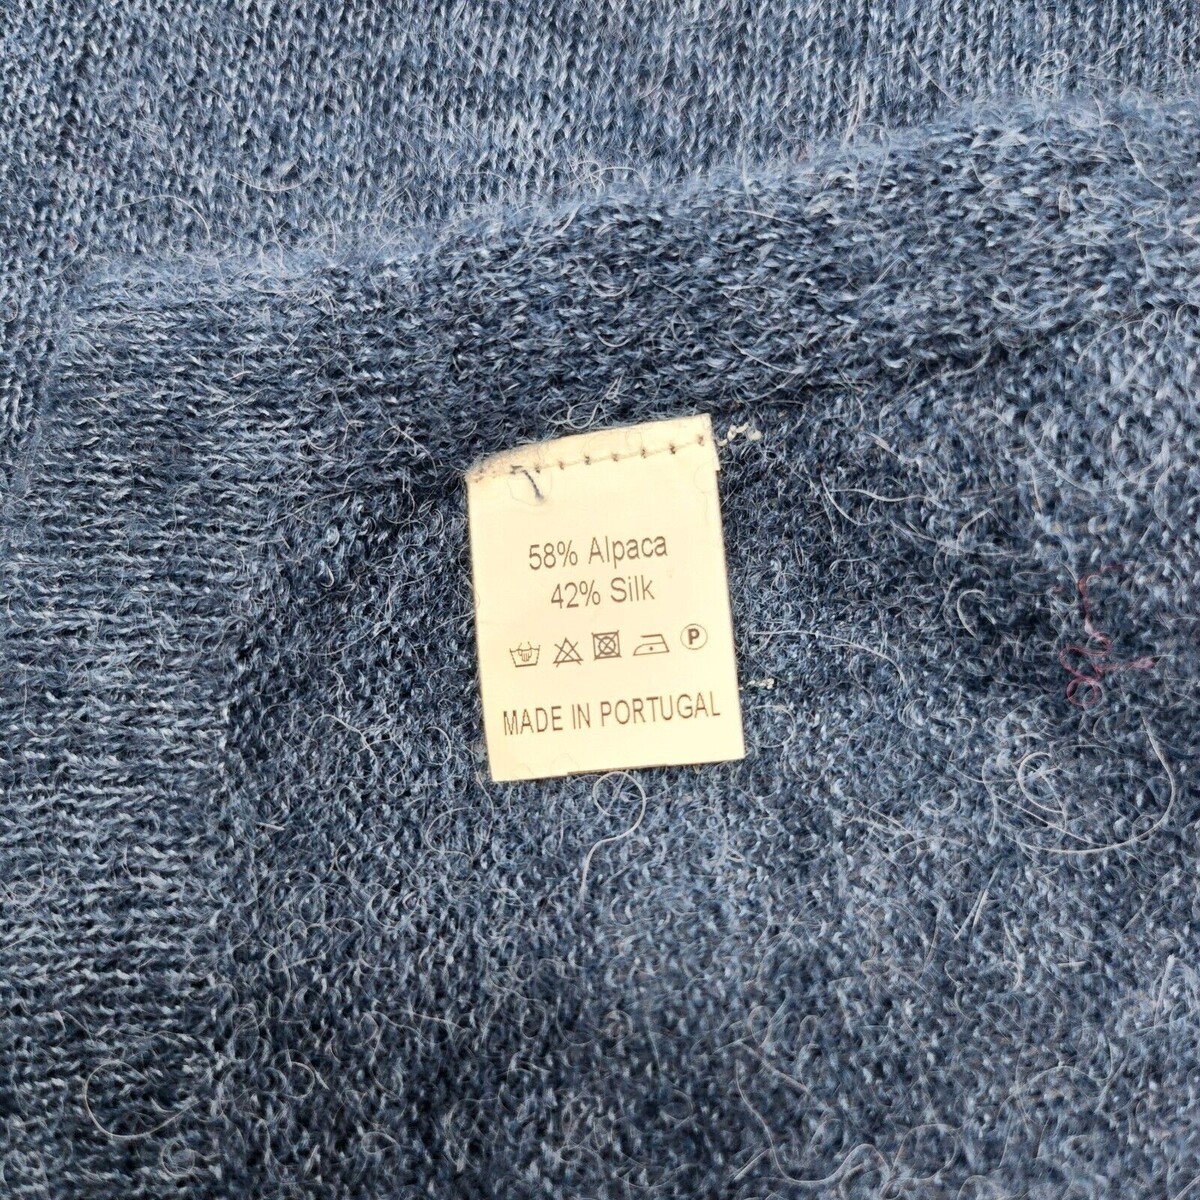 58% Alpaca
42% Silk
P
MADE IN PORTUGAL